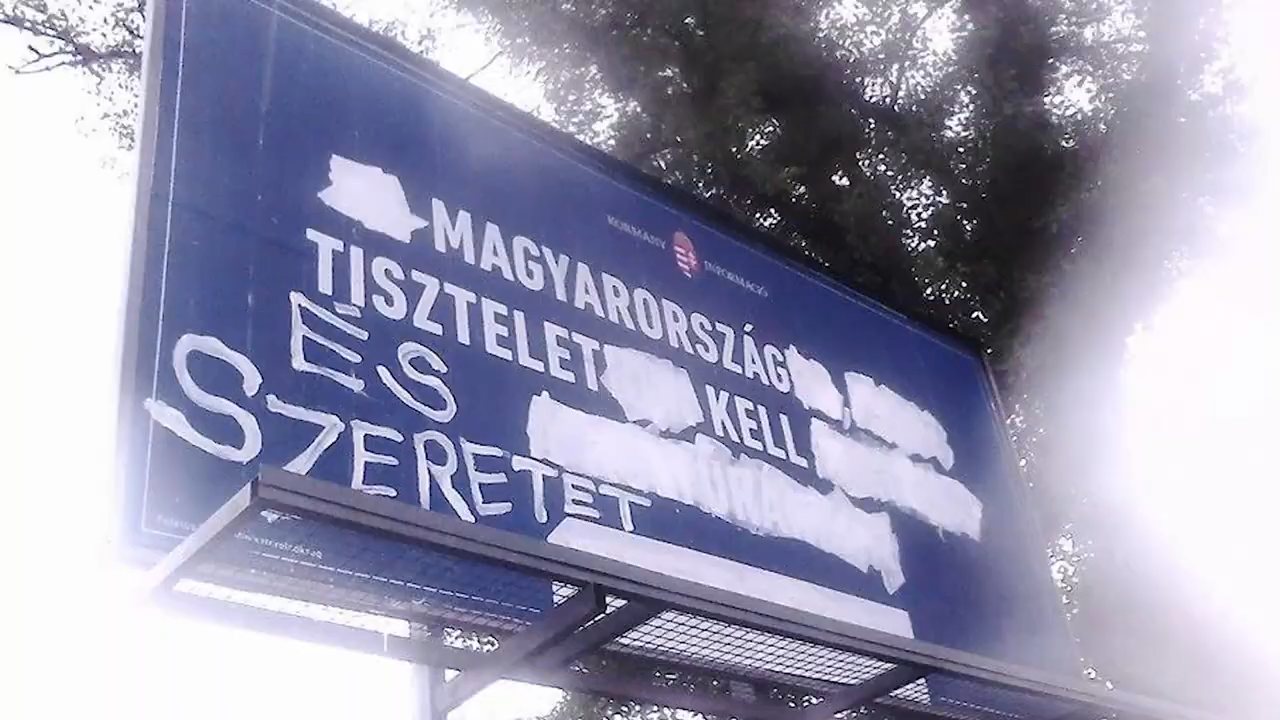 KORMÁNY INFORMÁCIÓ
MAGYARORSZÁG
TISZTELET KELL
ÉS
SZERETET